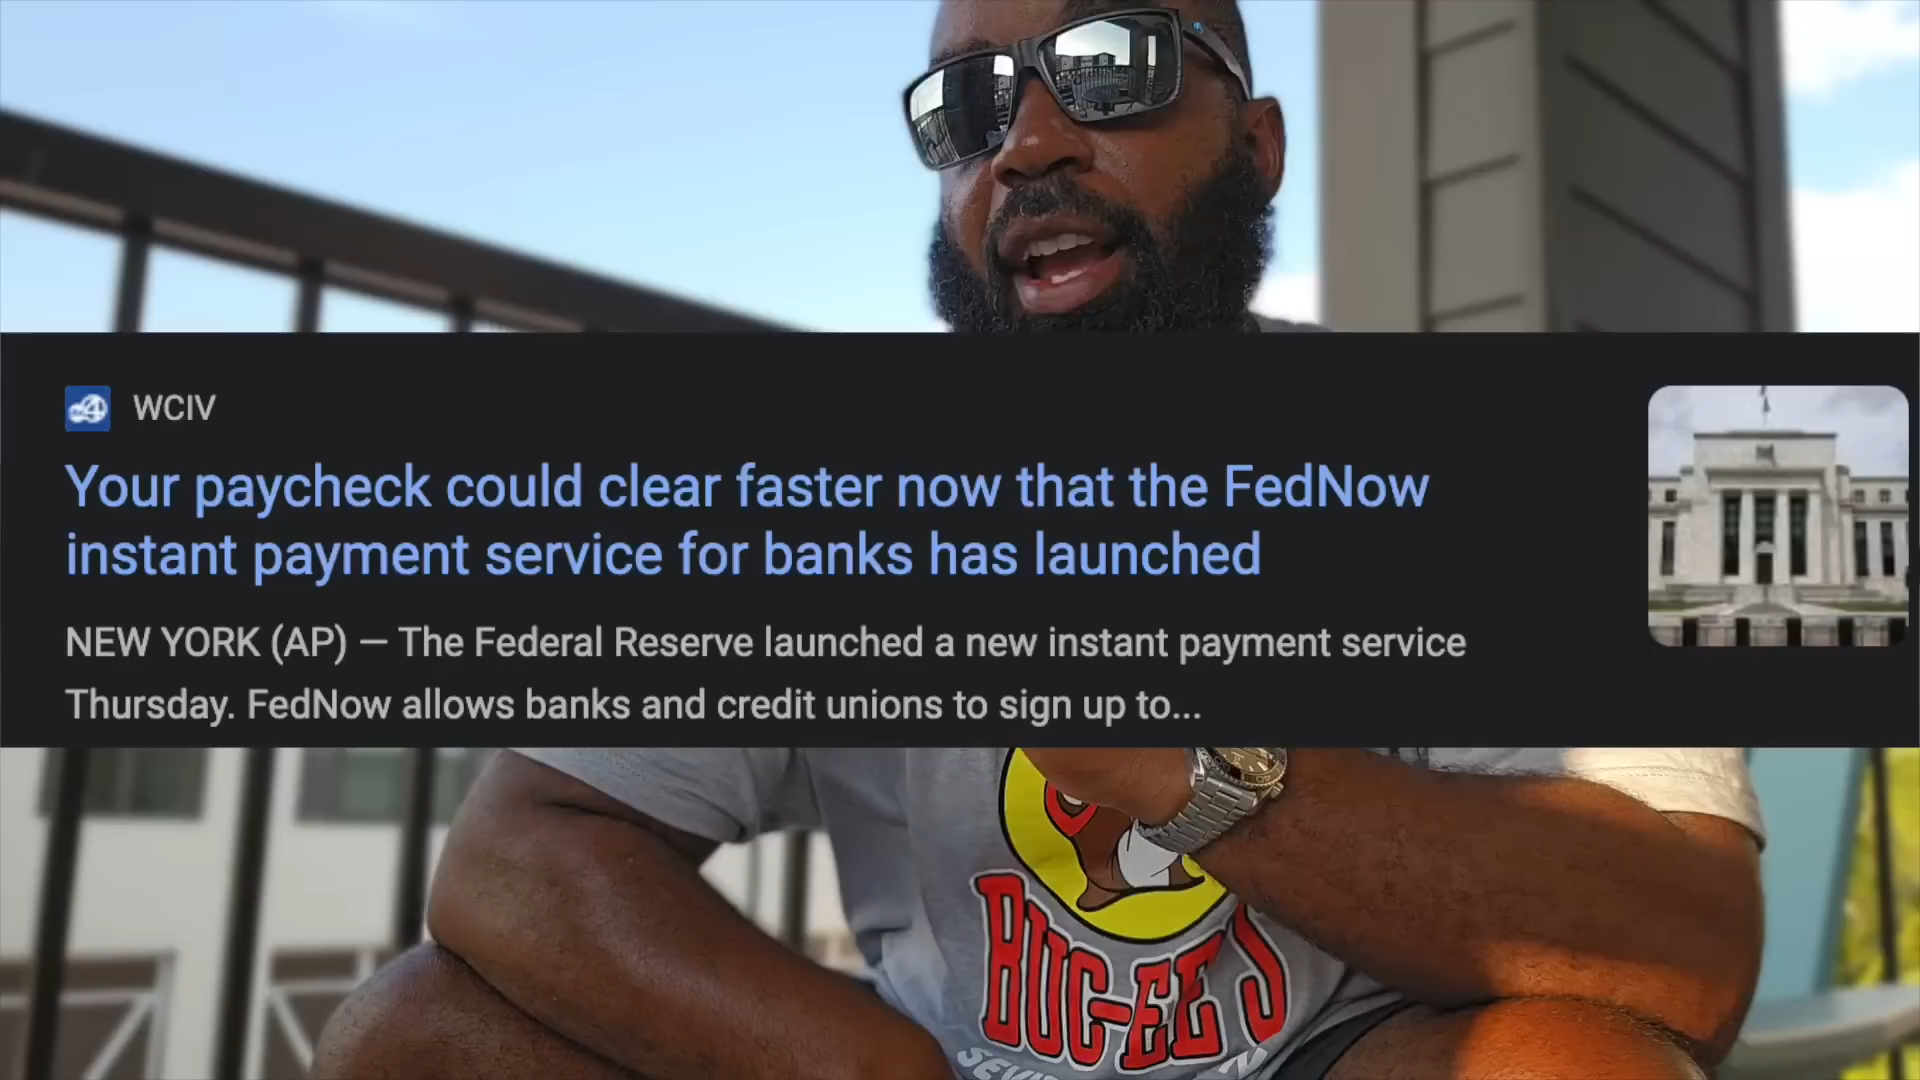 WCIV
Your paycheck could clear faster now that the FedNow
instant payment service for banks has launched
NEW YORK (AP) — The Federal Reserve launched a new instant payment service
Thursday. FedNow allows banks and credit unions to sign up to...
BUC-EE'S